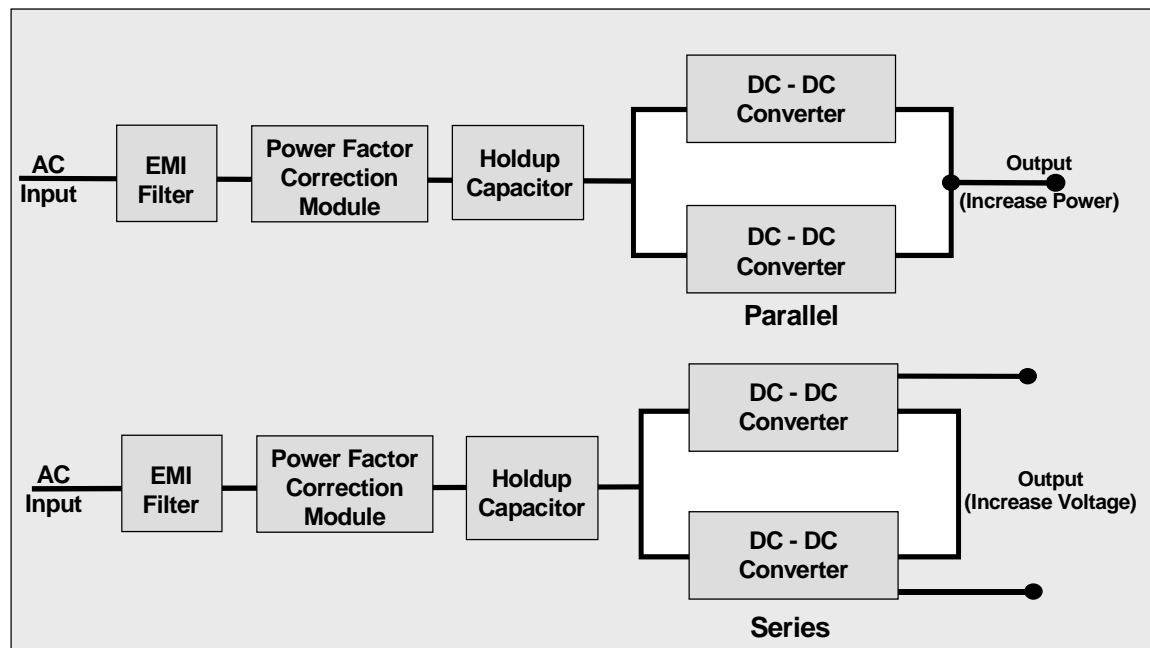 DC - DC
Converter
AC
Input
EMI
Filter
Power Factor
Correction
Module
Holdup
Capacitor
Output
(Increase Power)
DC - DC
Converter
Parallel
DC - DC
Converter
AC
Input
EMI
Filter
Power Factor
Correction
Module
Holdup
Capacitor
Output
(Increase Voltage)
DC - DC
Converter
Series